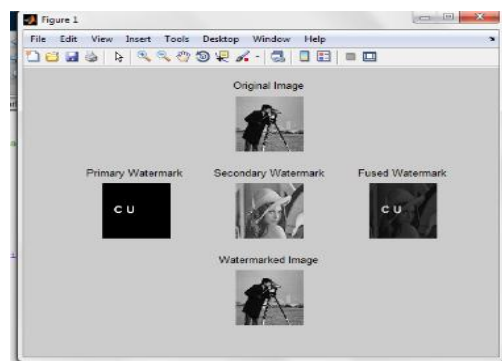 Figure 1
File Edit View Insert Tools Desktop Window Help
Original Image
Primary Watermark Secondary Watermark Fused Watermark
C U C U
Watermarked Image